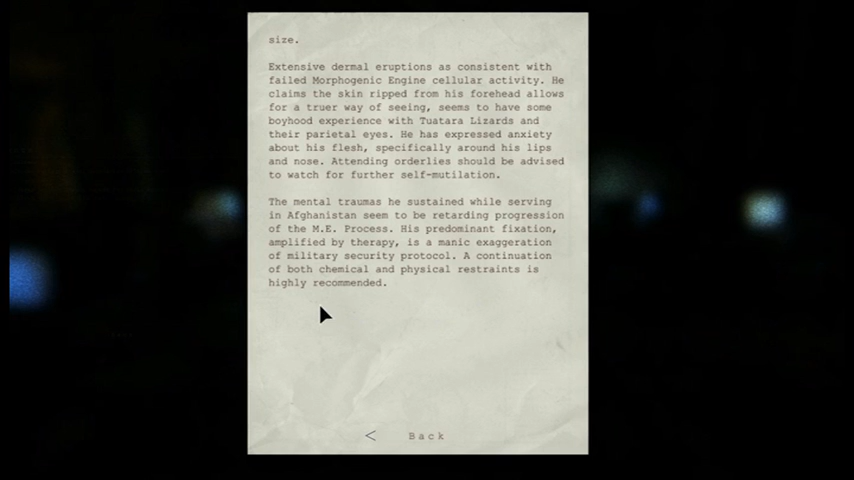 size.
Extensive dermal eruptions as consistent with
failed Morphogenic Engine cellular activity. He
claims the skin ripped from his forehead allows
for a truer way of seeing, seems to have some
boyhood experience with Tuatara Lizards and
their parietal eyes. He has expressed anxiety
about his flesh, specifically around his lips
and nose. Attending orderlies should be advised
to watch for further self-mutilation.
The mental traumas he sustained while serving
in Afghanistan seem to be retarding progression
of the M.E. Process. His predominant fixation,
amplified by therapy, is a manic exaggeration
of military security protocol. A continuation
of both chemical and physical restraints is
highly recommended.
< Back